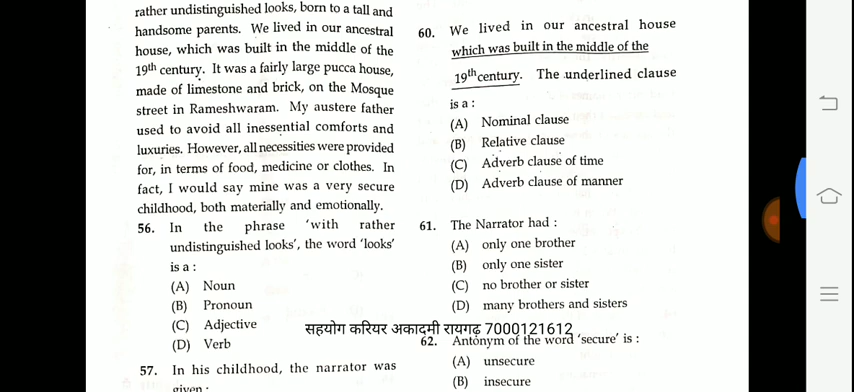 rather undistinguished looks, born to a tall and
handsome parents. We lived in our ancestral
house, which was built in the middle of the
19th century. It was a fairly large pucca house,
made of limestone and brick, on the Mosque
street in Rameshwaram. My austere father
used to avoid all inessential comforts and
luxuries. However, all necessities were provided
for, in terms of food, medicine or clothes. In
fact, I would say mine was a very secure
childhood, both materially and emotionally.
56. In the phrase 'with rather
undistinguished looks', the word 'looks'
is a :
(A) Noun
(B) Pronoun
(C) Adjective
(D) Verb
57. In his childhood, the narrator was
given :
60. We lived in our ancestral house
which was built in the middle of the
19th century. The underlined clause
is a :
(A) Nominal clause
(B) Relative clause
(C) Adverb clause of time
(D) Adverb clause of manner
61. The Narrator had :
(A) only one brother
(B) only one sister
(C) no brother or sister
(D) many brothers and sisters
सहयोग करियर अकादमी रायगढ़ 7000121612
62. Antonym of the word 'secure' is :
(A) unsecure
(B) insecure